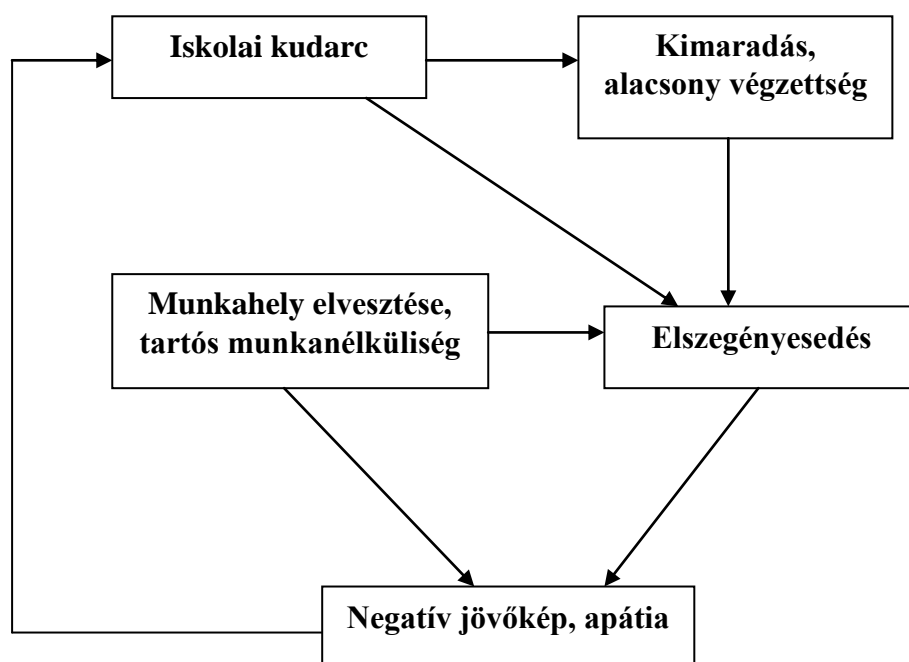 Iskolai kudarc
Kimaradás,
alacsony végzettség
Munkahely elvesztése,
tartós munkanélküliség
Elszegényesedés
Negatív jövőkép, apátia